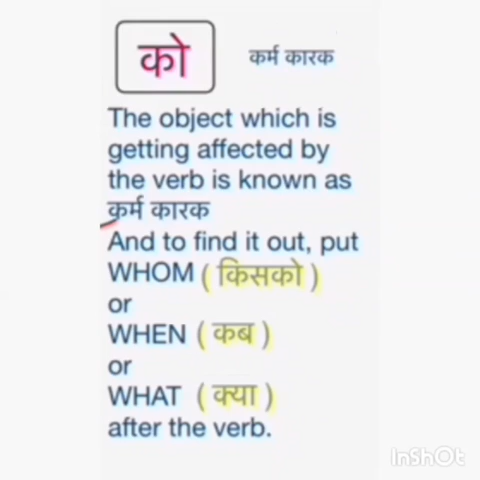 को कर्म कारक
The object which is
getting affected by
the verb is known as
कर्म कारक
And to find it out, put
WHOM ( किसको )
or
WHEN ( कब )
or
WHAT ( क्या )
after the verb.
InShOt